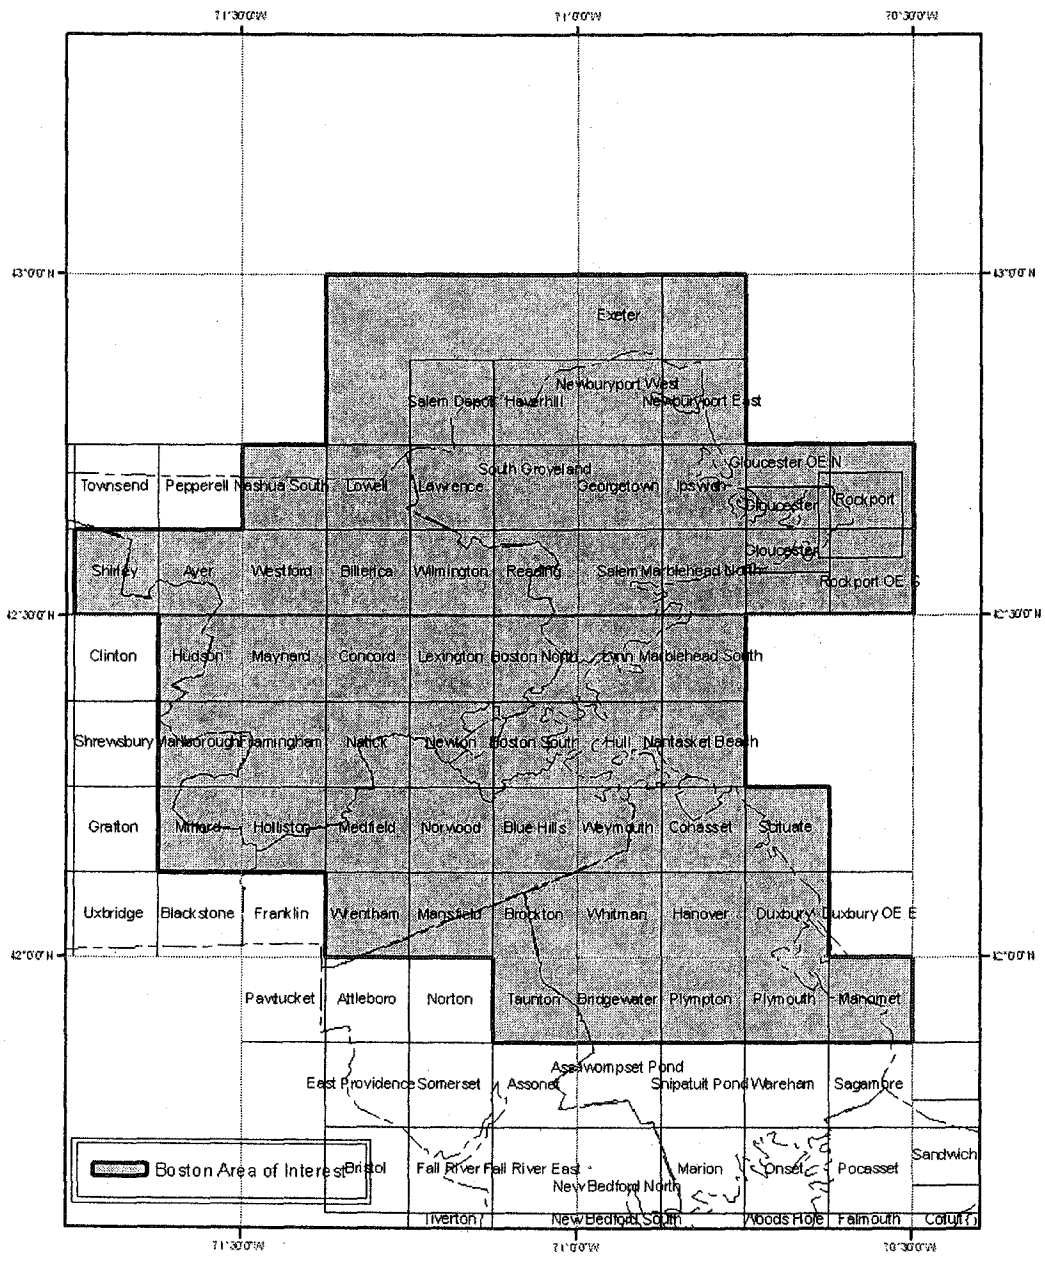 71°30'0"W 71°0'0"W 70°30'0"W
43°0'0"N 43°0'0"N
Exeter
Newburyport West
Salem Depot Haverhill Newburyport East
Gloucester OE N
South Groveland
Townsend Pepperell Nashua South Lowell Lawrence Georgetown Ipswich
Gloucester Rockport
Gloucester
Shirley Ayer Westford Billerica Wilmington Reading Salem Marblehead North
Rockport OE S
42°30'0"N 42°30'0"N
Clinton Hudson Maynard Concord Lexington Boston North Lynn Marblehead South
Shrewsbury Marlborough Framingham Natick Newton Boston South Hull Nantasket Beach
Grafton Milford Holliston Medfield Norwood Blue Hills Weymouth Cohasset Scituate
Uxbridge Blackstone Franklin Wrentham Mansfield Brockton Whitman Hanover Duxbury Duxbury OE E
42°0'0"N 42°0'0"N
Pawtucket Attleboro Norton Taunton Bridgewater Plympton Plymouth Manomet
Assawompset Pond
East Providence Somerset Assonet Snipatuit Pond Wareham Sagamore
Sandwich
Boston Area of Interest Bristol Fall River Fall River East Marion Onset Pocasset
New Bedford North
Tiverton New Bedford South Woods Hole Falmouth Cotuit
71°30'0"W 71°0'0"W 70°30'0"W